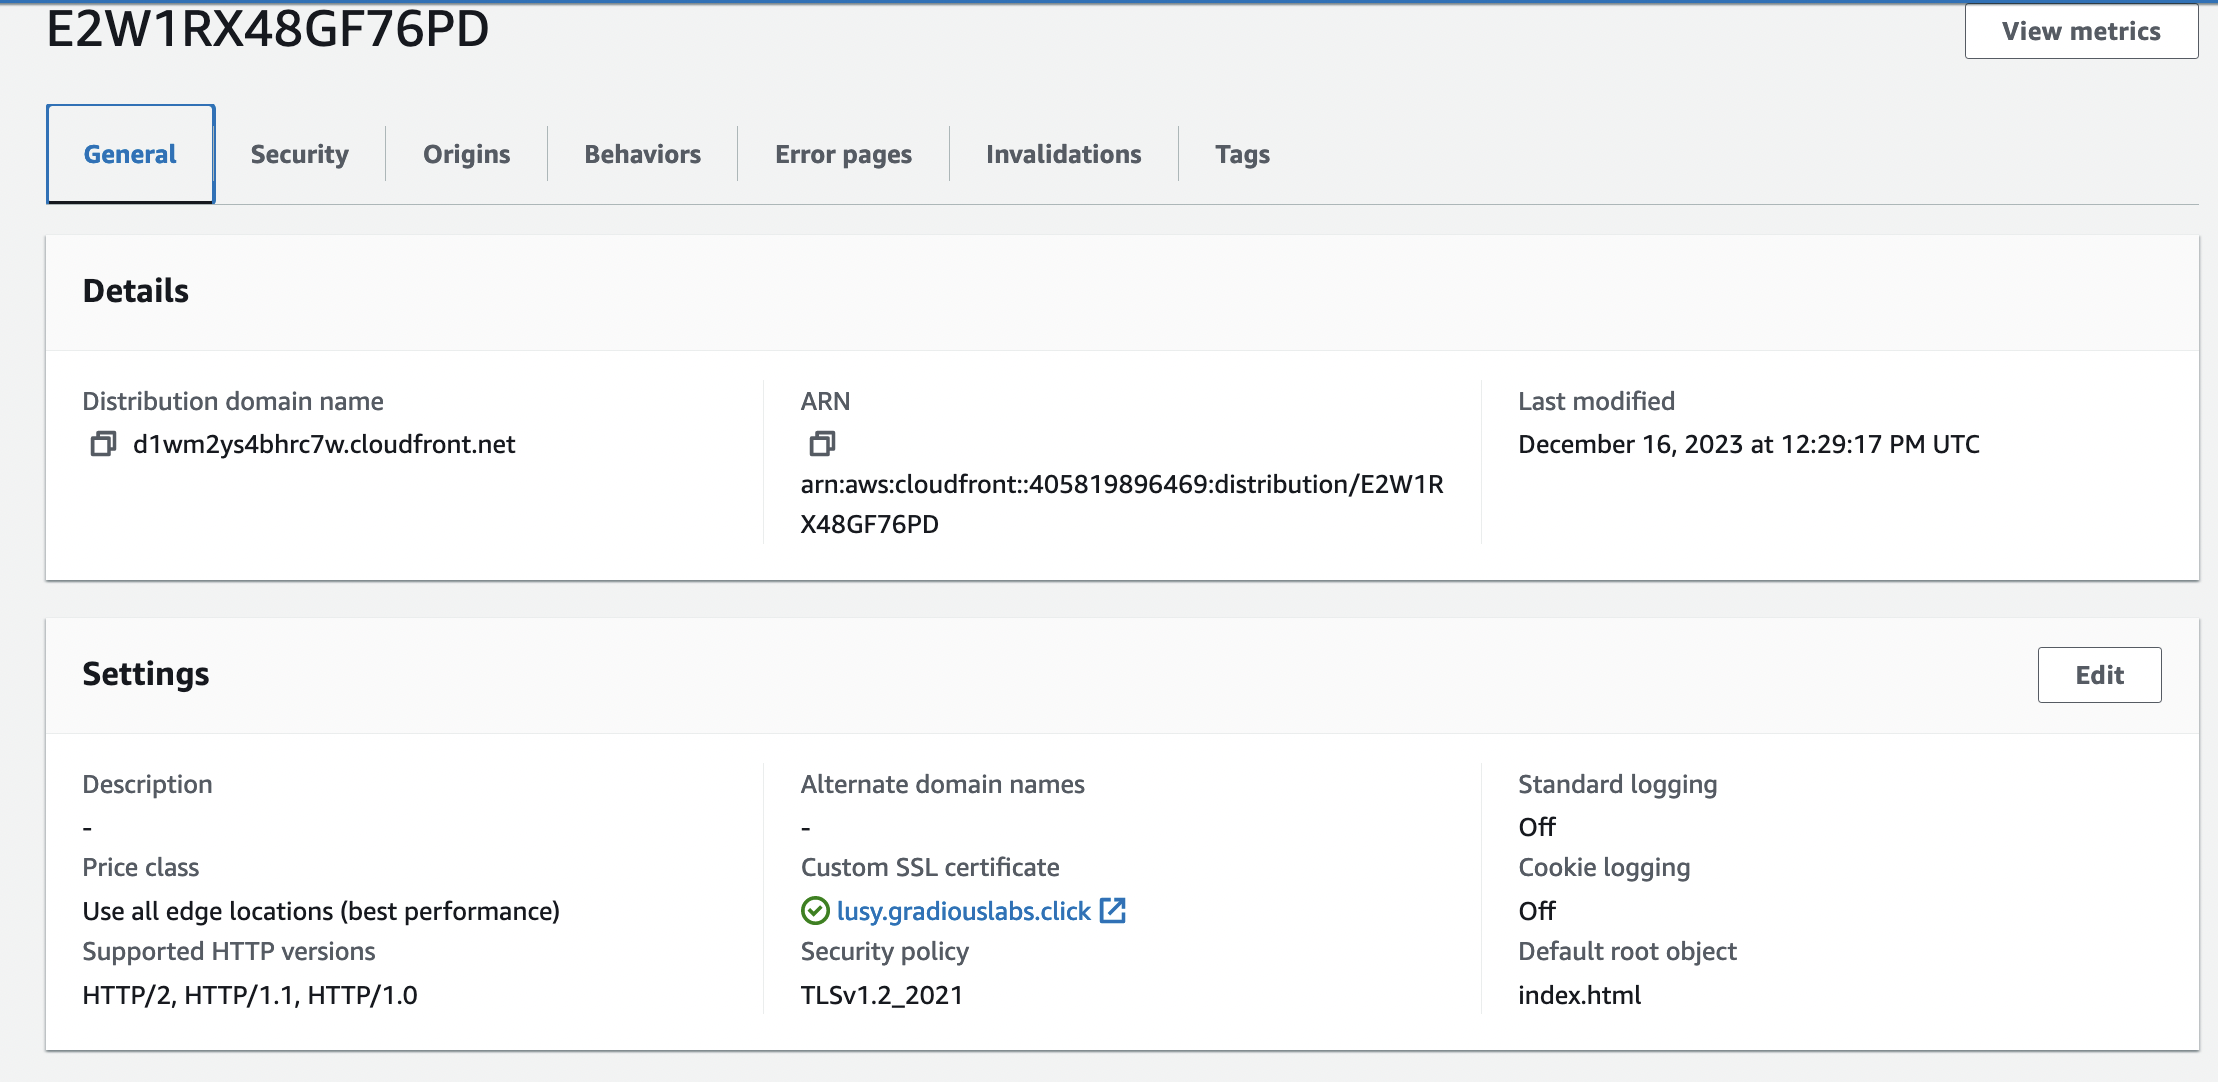 E2W1RX48GF76PD
View metrics
General
Security
Origins
Behaviors
Error pages
Invalidations
Tags
Details
Distribution domain name
d1wm2ys4bhrc7w.cloudfront.net
ARN
arn:aws:cloudfront::405819896469:distribution/E2W1R
X48GF76PD
Last modified
December 16, 2023 at 12:29:17 PM UTC
Settings
Edit
Description
-
Price class
Use all edge locations (best performance)
Supported HTTP versions
HTTP/2, HTTP/1.1, HTTP/1.0
Alternate domain names
-
Custom SSL certificate
lusy.gradiouslabs.click
Security policy
TLSv1.2_2021
Standard logging
Off
Cookie logging
Off
Default root object
index.html